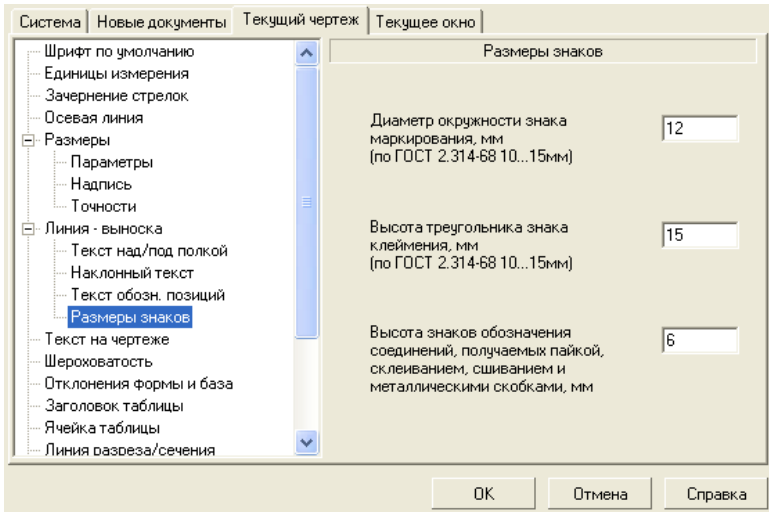 Система
Новые документы
Текущий чертеж
Текущее окно
Шрифт по умолчанию
Единицы измерения
Зачернение стрелок
Осевая линия
Размеры
Параметры
Надпись
Точности
Линия - выноска
Текст над/под полкой
Наклонный текст
Текст обозн. позиций
Размеры знаков
Текст на чертеже
Шероховатость
Отклонения формы и база
Заголовок таблицы
Ячейка таблицы
Линия разреза/сечения
Размеры знаков
Диаметр окружности знака
маркирования, мм
(по ГОСТ 2.314-68 10...15мм)
12
Высота треугольника знака
клеймения, мм
(по ГОСТ 2.314-68 10...15мм)
15
Высота знаков обозначения
соединений, получаемых пайкой,
склеиванием, сшиванием и
металлическими скобками, мм
6
OK
Отмена
Справка